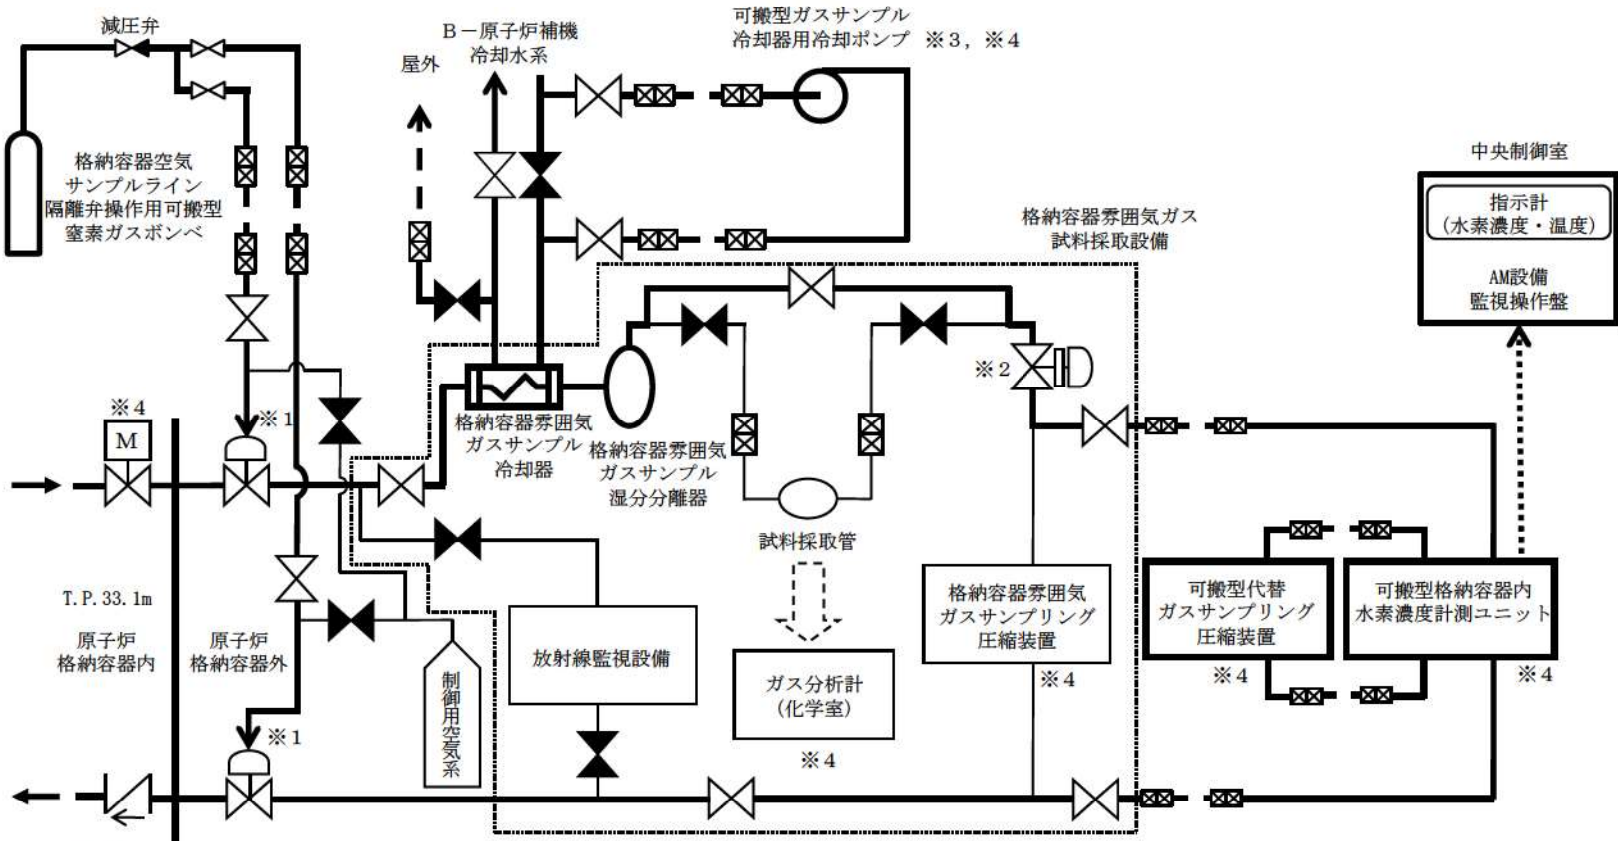 減圧弁
B－原子炉補機
冷却水系
屋外
可搬型ガスサンプル
冷却器用冷却ポンプ ※3，※4
格納容器空気
サンプルライン
隔離弁操作用可搬型
窒素ガスボンベ
中央制御室
指示計
(水素濃度・温度)
AM設備
監視操作盤
格納容器雰囲気ガス
試料採取設備
※2
※4
M
※1
格納容器雰囲気
ガスサンプル
冷却器
格納容器雰囲気
ガスサンプル
湿分分離器
試料採取管
T.P.33.1m
原子炉
格納容器内
原子炉
格納容器外
制御用空気系
放射線監視設備
ガス分析計
(化学室)
※4
格納容器雰囲気
ガスサンプリング
圧縮装置
※4
可搬型代替
ガスサンプリング
圧縮装置
※4
可搬型格納容器内
水素濃度計測ユニット
※4
※1